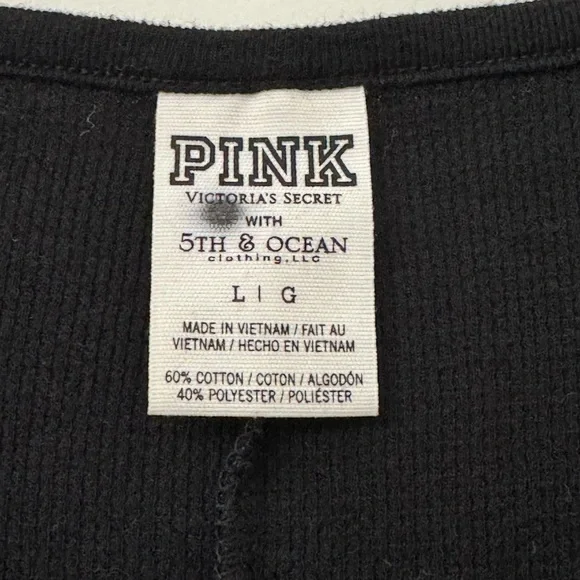 PINK
VICTORIA'S SECRET
WITH
5TH & OCEAN
clothing, LLC
L | G
MADE IN VIETNAM / FAIT AU
VIETNAM / HECHO EN VIETNAM
60% COTTON / COTON / ALGODÓN
40% POLYESTER / POLIÉSTER